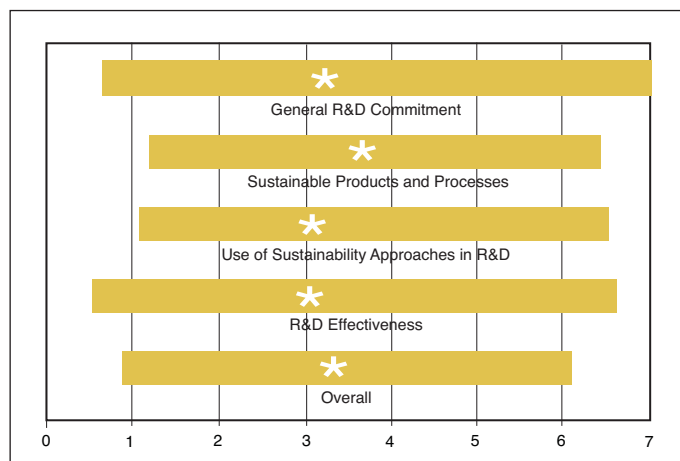 General R&D Commitment
Sustainable Products and Processes
Use of Sustainability Approaches in R&D
R&D Effectiveness
Overall
0 1 2 3 4 5 6 7